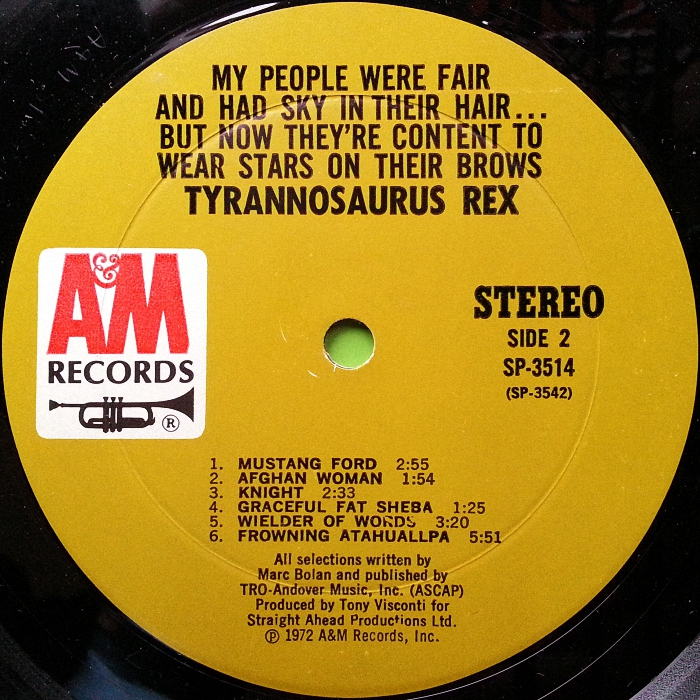 MY PEOPLE WERE FAIR
AND HAD SKY IN THEIR HAIR...
BUT NOW THEY'RE CONTENT TO
WEAR STARS ON THEIR BROWS
TYRANNOSAURUS REX
A&M
RECORDS
®
STEREO
SIDE 2
SP-3514
(SP-3542)
1. MUSTANG FORD 2:55
2. AFGHAN WOMAN 1:54
3. KNIGHT 2:33
4. GRACEFUL FAT SHEBA 1:25
5. WIELDER OF WORDS 3:20
6. FROWNING ATAHUALLPA 5:51
All selections written by
Marc Bolan and published by
TRO-Andover Music, Inc. (ASCAP)
Produced by Tony Visconti for
Straight Ahead Productions Ltd.
℗ 1972 A&M Records, Inc.